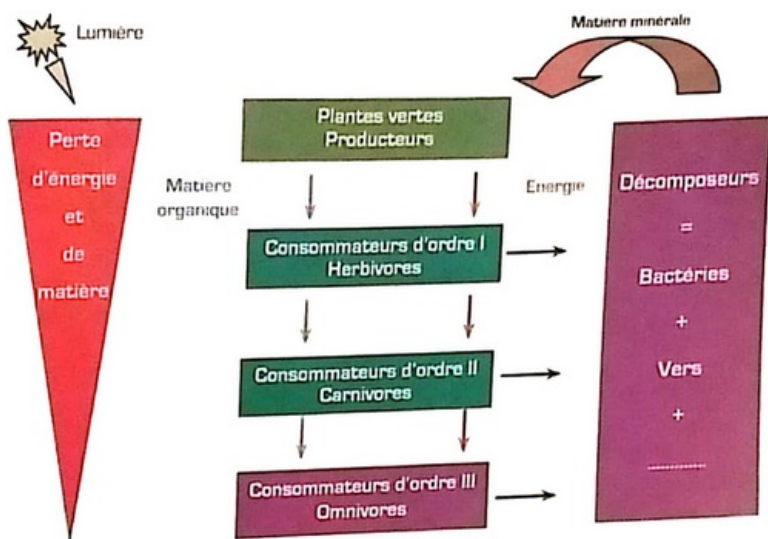 Lumière
Matière minérale
Perte
d'énergie
et
de
matière
Plantes vertes
Producteurs
Matière
organique
Energie
Consommateurs d'ordre I
Herbivores
Consommateurs d'ordre II
Carnivores
Consommateurs d'ordre III
Omnivores
Décomposeurs
=
Bactéries
+
Vers
+
.............